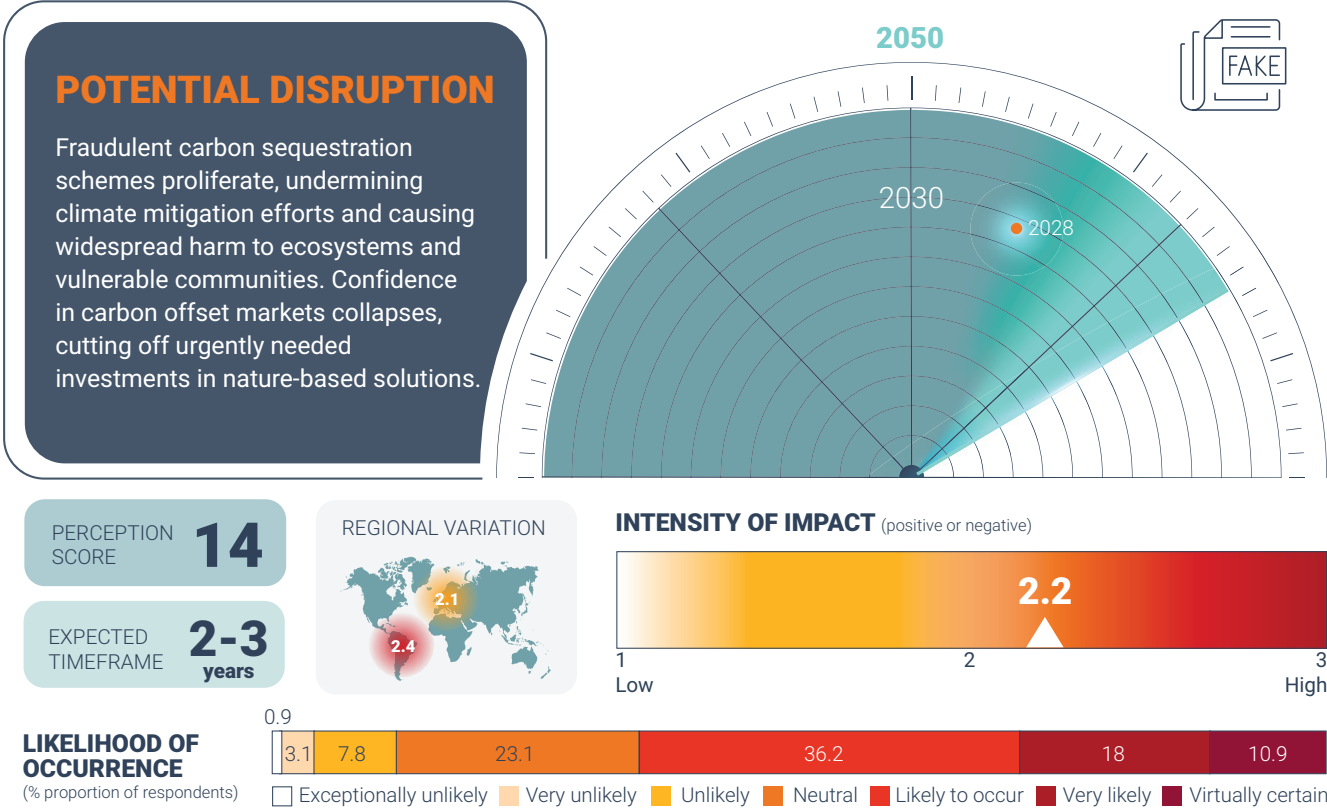 POTENTIAL DISRUPTION
Fraudulent carbon sequestration
schemes proliferate, undermining
climate mitigation efforts and causing
widespread harm to ecosystems and
vulnerable communities. Confidence
in carbon offset markets collapses,
cutting off urgently needed
investments in nature-based solutions.
2050
2030
2028
FAKE
PERCEPTION
SCORE
14
EXPECTED
TIMEFRAME
2-3
years
REGIONAL VARIATION
2.1
2.4
INTENSITY OF IMPACT (positive or negative)
2.2
1 2 3
Low High
LIKELIHOOD OF
OCCURRENCE
(% proportion of respondents)
0.9
3.1 7.8 23.1 36.2 18 10.9
Exceptionally unlikely Very unlikely Unlikely Neutral Likely to occur Very likely Virtually certain